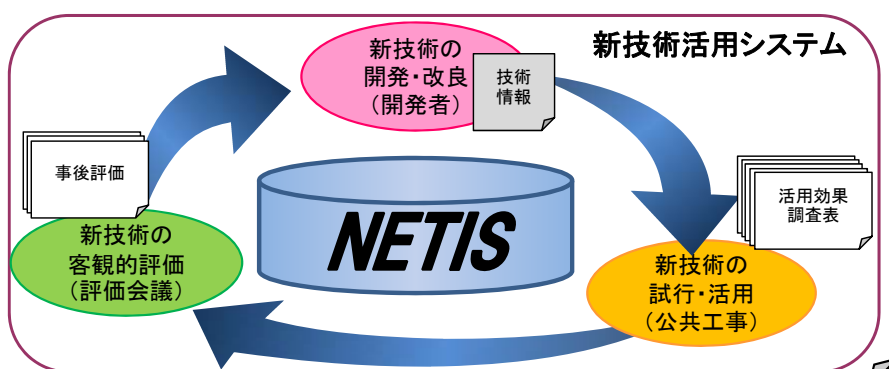 新技術活用システム
新技術の
開発・改良
（開発者）
技術
情報
事後評価
活用効果
調査表
NETIS
新技術の
客観的評価
（評価会議）
新技術の
試行・活用
（公共工事）